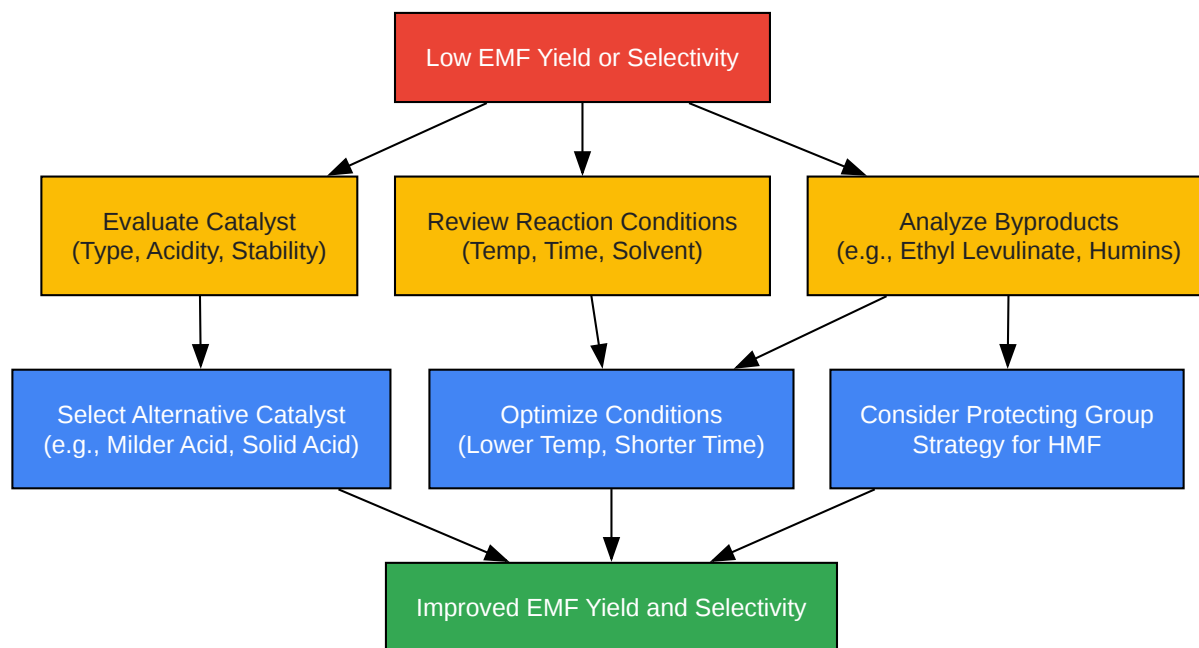 Low EMF Yield or Selectivity
Evaluate Catalyst
(Type, Acidity, Stability)
Review Reaction Conditions
(Temp, Time, Solvent)
Analyze Byproducts
(e.g., Ethyl Levulinate, Humins)
Select Alternative Catalyst
(e.g., Milder Acid, Solid Acid)
Optimize Conditions
(Lower Temp, Shorter Time)
Consider Protecting Group
Strategy for HMF
Improved EMF Yield and Selectivity